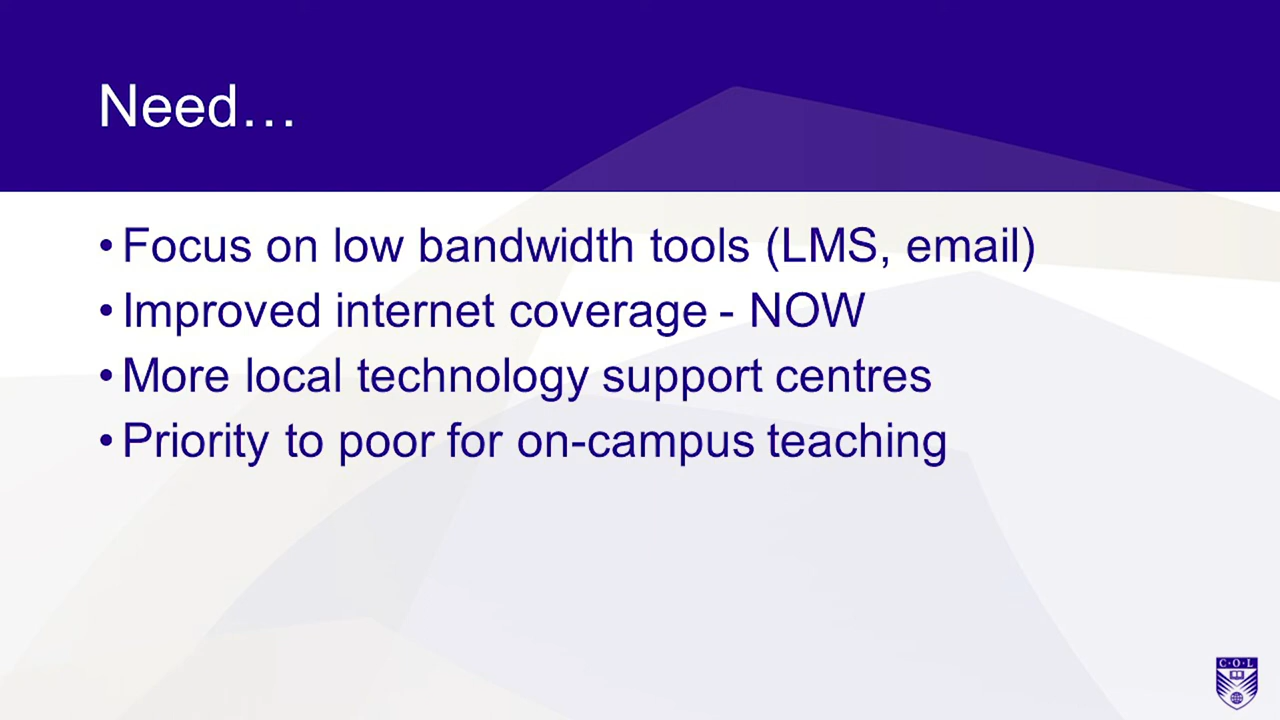 Need…
• Focus on low bandwidth tools (LMS, email)
• Improved internet coverage - NOW
• More local technology support centres
• Priority to poor for on-campus teaching
C·O·L